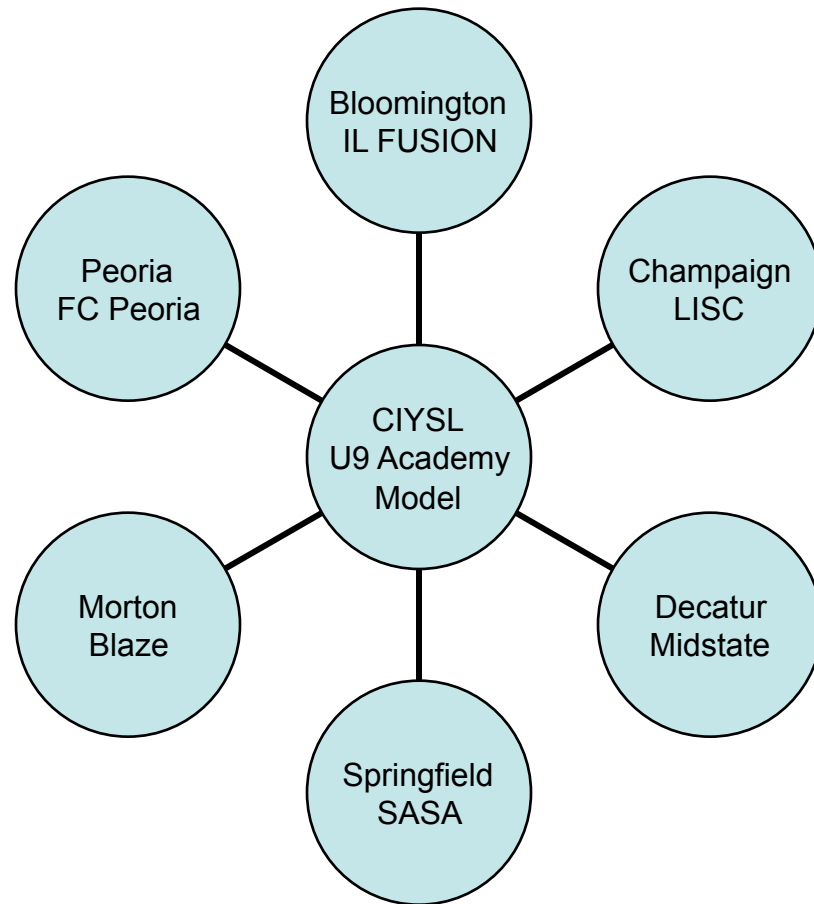 Bloomington
IL FUSION
Peoria
FC Peoria
Champaign
LISC
CIYSL
U9 Academy
Model
Morton
Blaze
Decatur
Midstate
Springfield
SASA